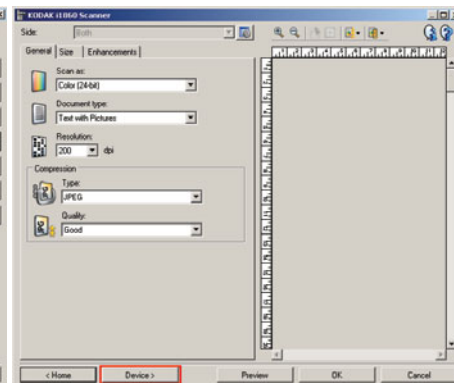 KODAK i1060 Scanner
Side:
Both
General
Size
Enhancements
Scan as:
Color (24-bit)
Document type:
Text with Pictures
Resolution:
200
dpi
Compression
Type:
JPEG
Quality:
Good
< Home
Device >
Preview
OK
Cancel